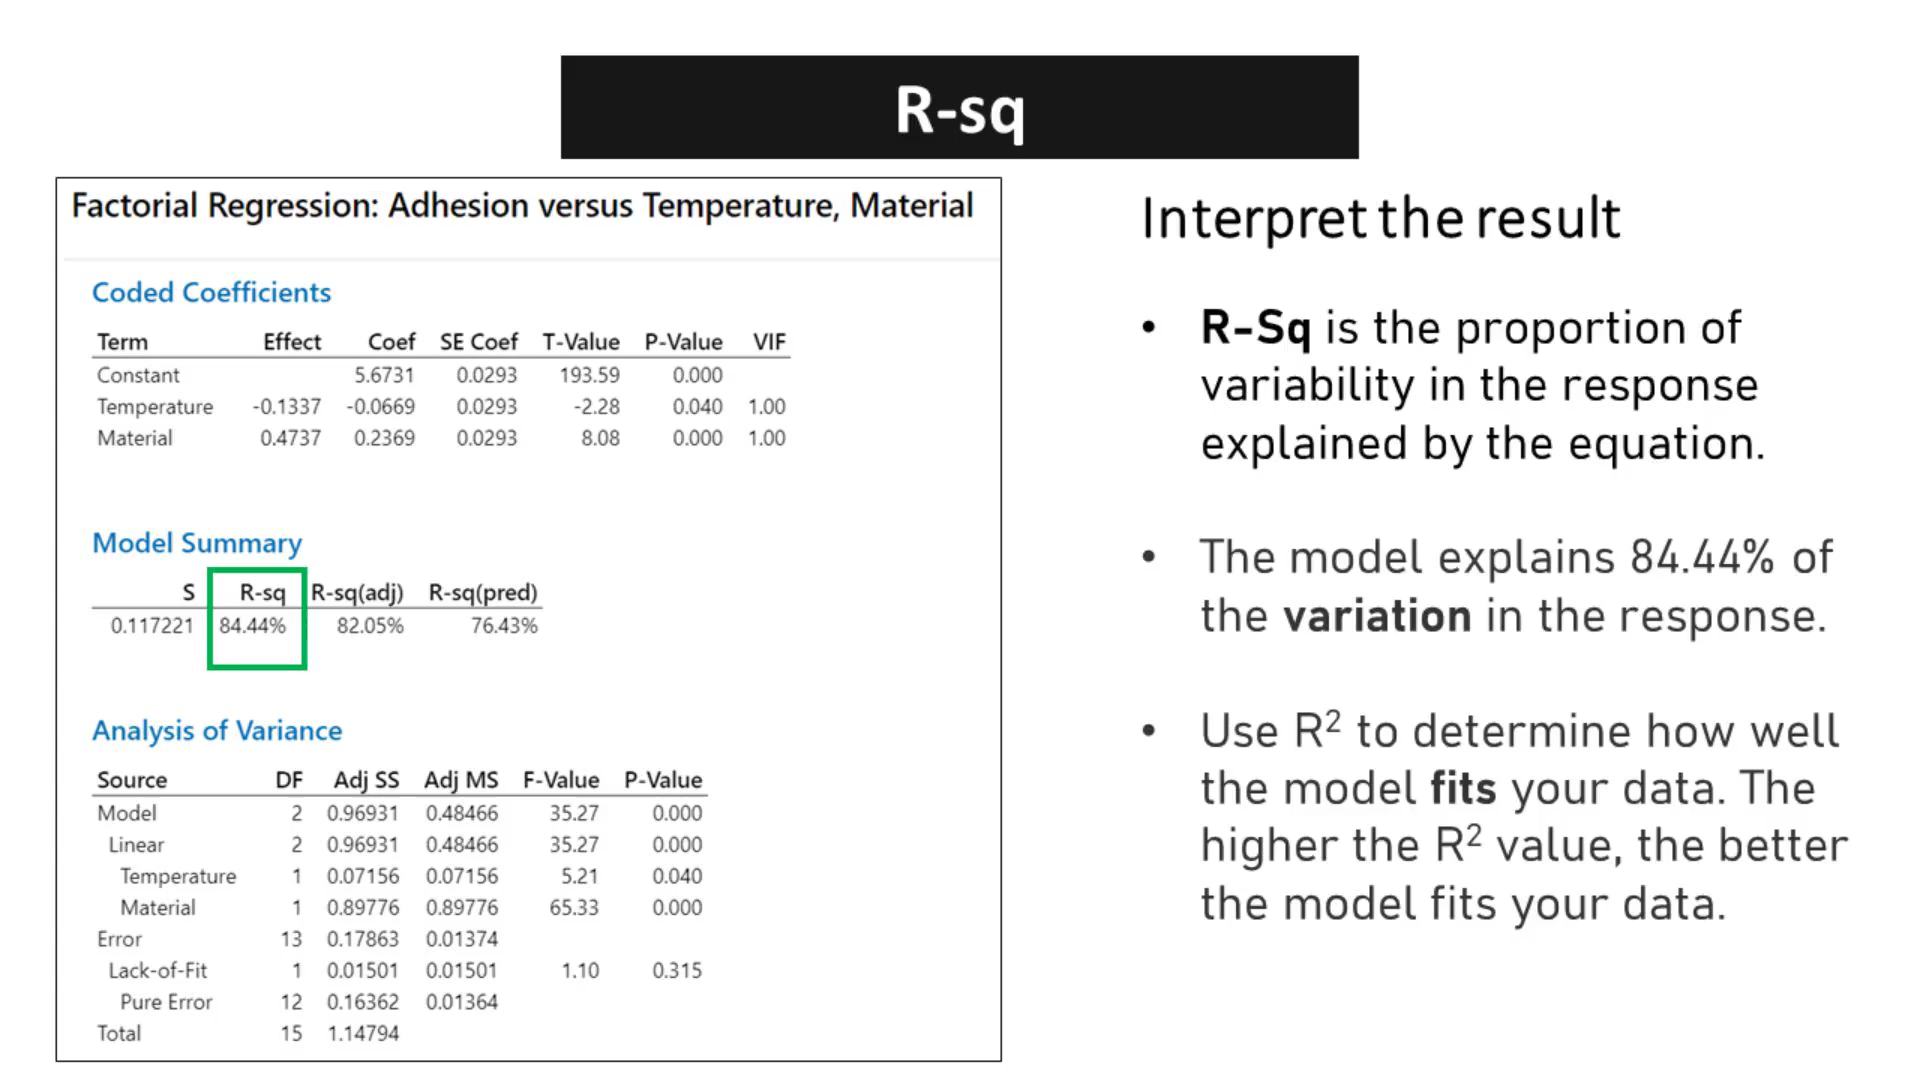 R-sq
Factorial Regression: Adhesion versus Temperature, Material
Coded Coefficients
Term Effect Coef SE Coef T-Value P-Value VIF
Constant 5.6731 0.0293 193.59 0.000
Temperature -0.1337 -0.0669 0.0293 -2.28 0.040 1.00
Material 0.4737 0.2369 0.0293 8.08 0.000 1.00
Model Summary
S R-sq R-sq(adj) R-sq(pred)
0.117221 84.44% 82.05% 76.43%
Analysis of Variance
Source DF Adj SS Adj MS F-Value P-Value
Model 2 0.96931 0.48466 35.27 0.000
Linear 2 0.96931 0.48466 35.27 0.000
Temperature 1 0.07156 0.07156 5.21 0.040
Material 1 0.89776 0.89776 65.33 0.000
Error 13 0.17863 0.01374
Lack-of-Fit 1 0.01501 0.01501 1.10 0.315
Pure Error 12 0.16362 0.01364
Total 15 1.14794
Interpret the result
• R-Sq is the proportion of
variability in the response
explained by the equation.
• The model explains 84.44% of
the variation in the response.
• Use R² to determine how well
the model fits your data. The
higher the R² value, the better
the model fits your data.